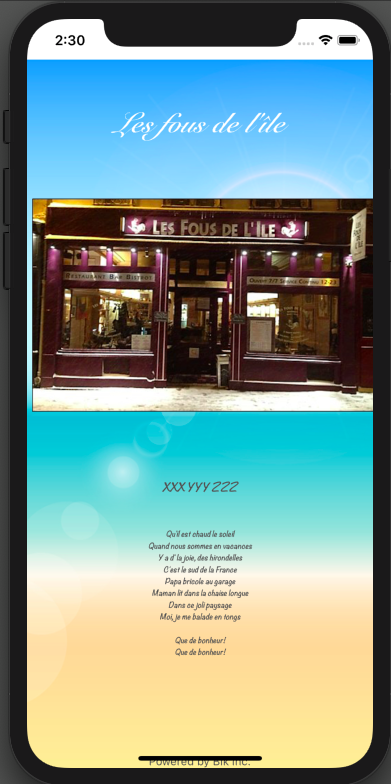 2:30
Les fous de l'île
LES FOUS DE L'ILE
RESTAURANT BAR BISTROT
OUVERT 7/7 SERVICE CONTINU 12-23
XXX YYY ZZZ
Qu'il est chaud le soleil
Quand nous sommes en vacances
Y a d' la joie, des hirondelles
C'est le sud de la France
Papa bricole au garage
Maman lit dans la chaise longue
Dans ce joli paysage
Moi, je me balade en tongs
Que de bonheur!
Que de bonheur!
Powered by Bik Inc.